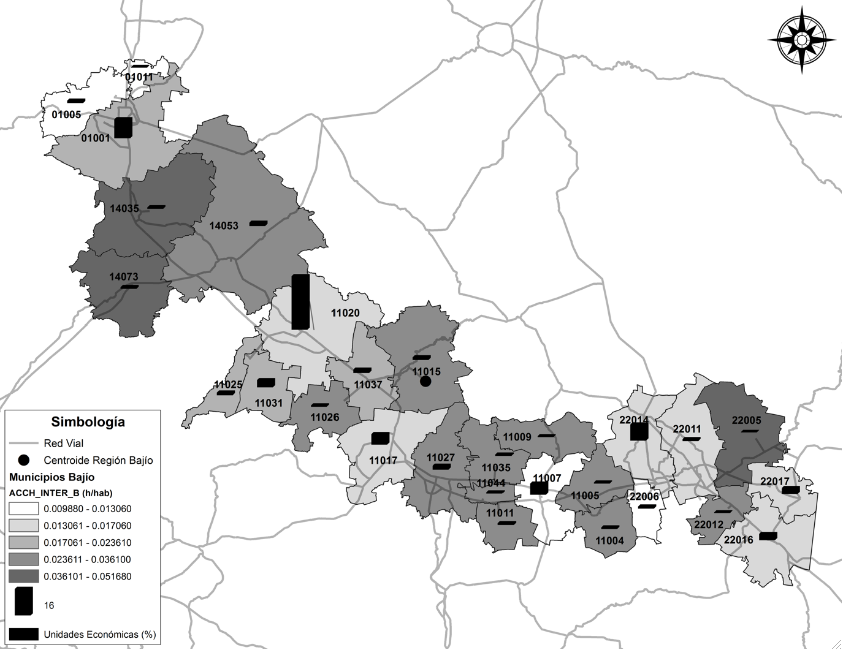 01011
01005
01001
14035
14053
14073
11020
11015
11025
11037
11031
11026
22014
22005
22011
11009
11017
11027
11035
11007
22017
11044
11005
22006
11011
22012
11004
22016
Simbología
Red Vial
Centroide Región Bajío
Municipios Bajío
ACCH_INTER_B (h/hab)
0.009880 - 0.013060
0.013061 - 0.017060
0.017061 - 0.023610
0.023611 - 0.036100
0.036101 - 0.051680
16
Unidades Económicas (%)